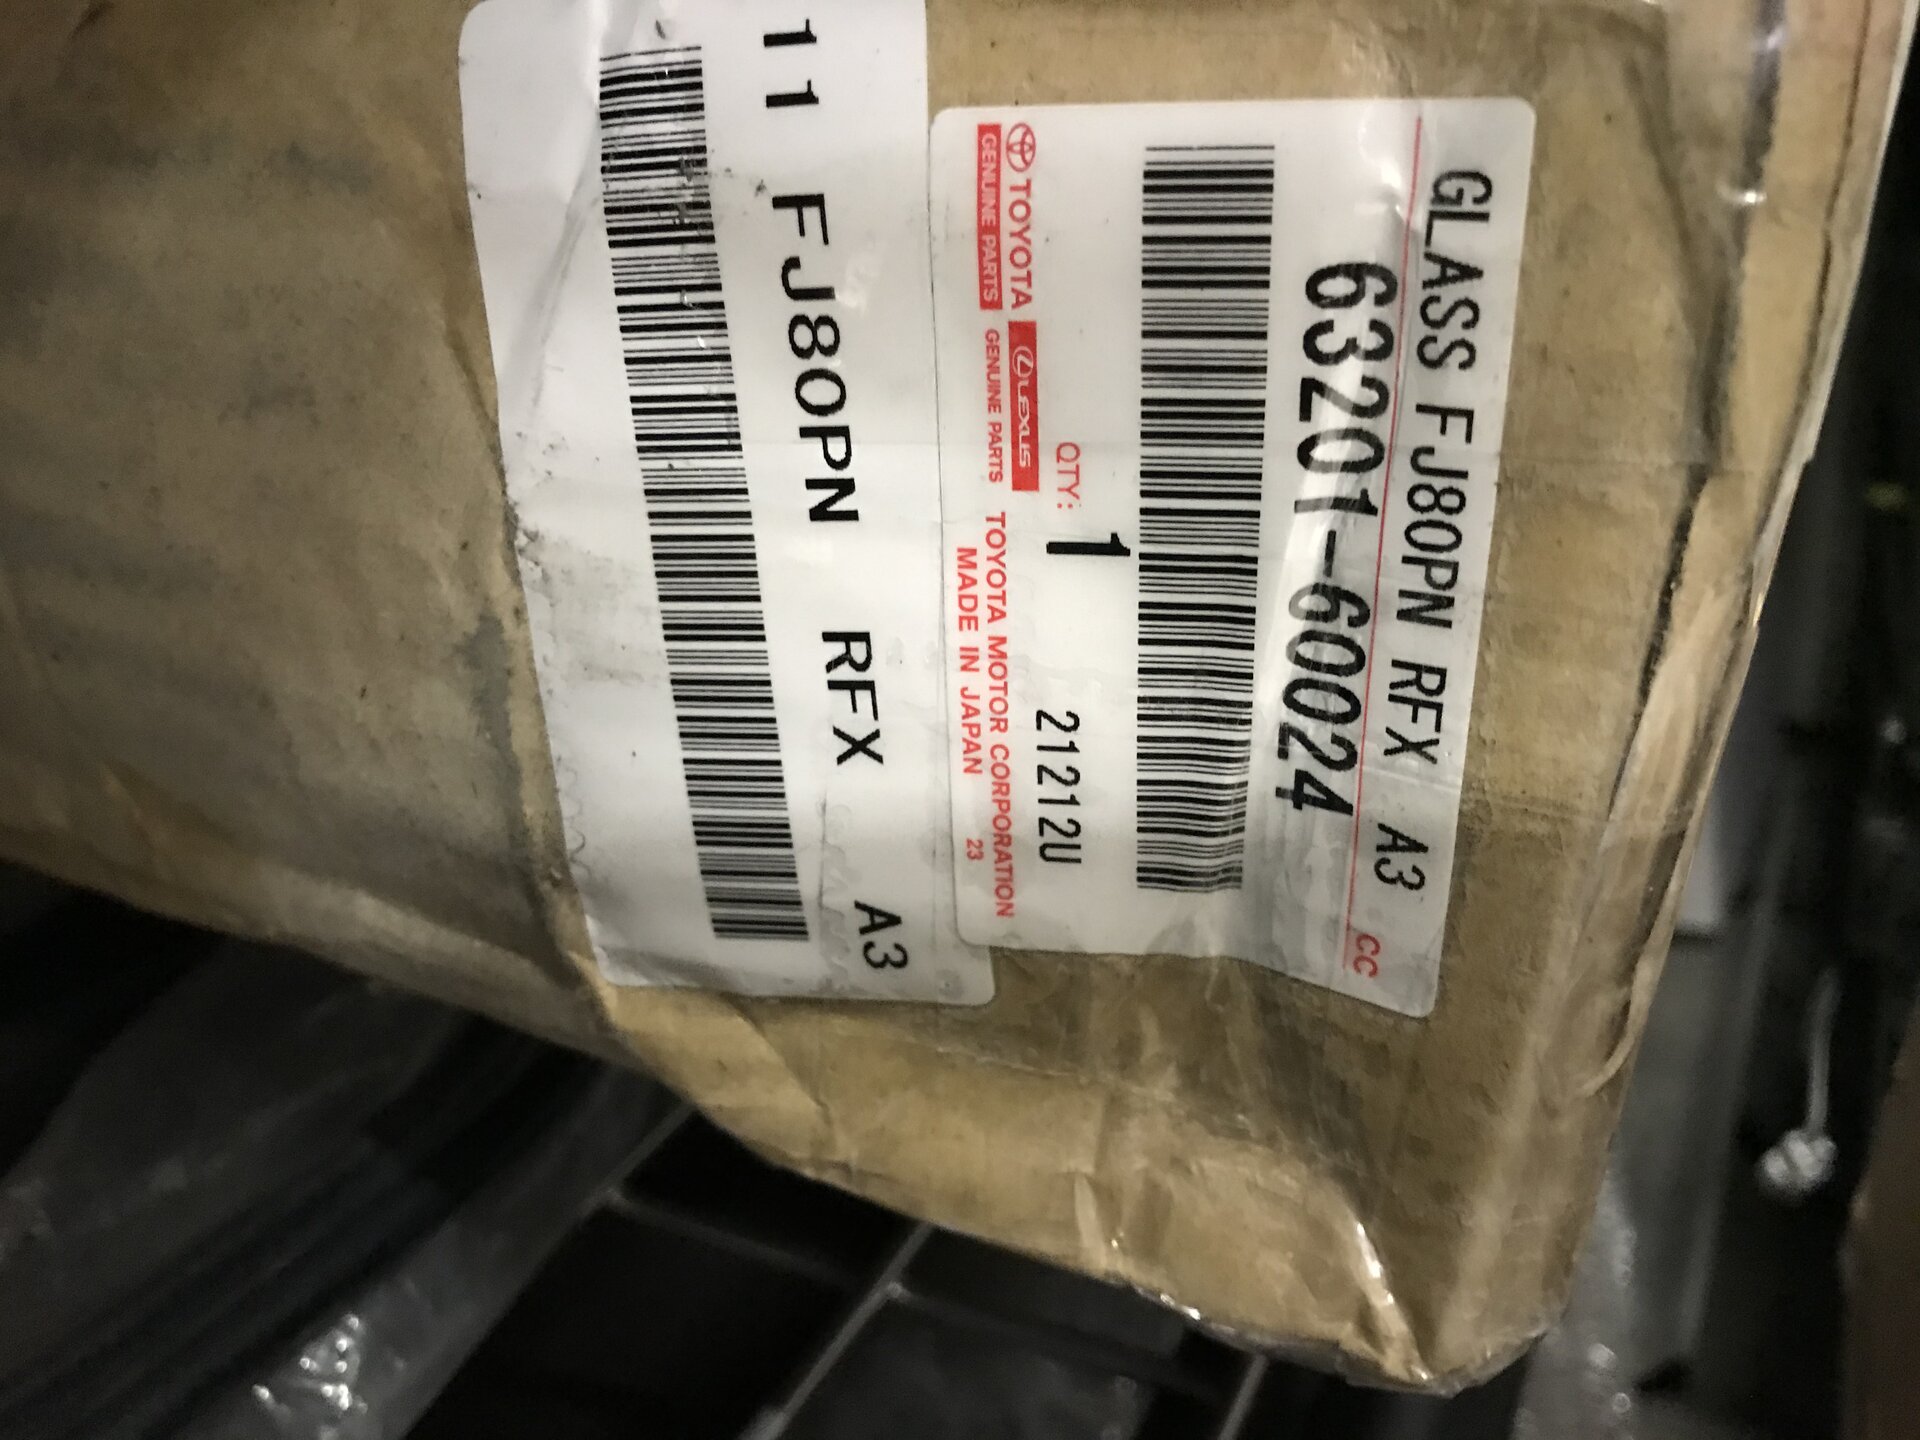 GLASS FJ80PN RFX A3 CC
63201-60024
QTY: 1 21212U
TOYOTA LEXUS
GENUINE PARTS GENUINE PARTS
TOYOTA MOTOR CORPORATION
MADE IN JAPAN 23
11 FJ80PN RFX A3